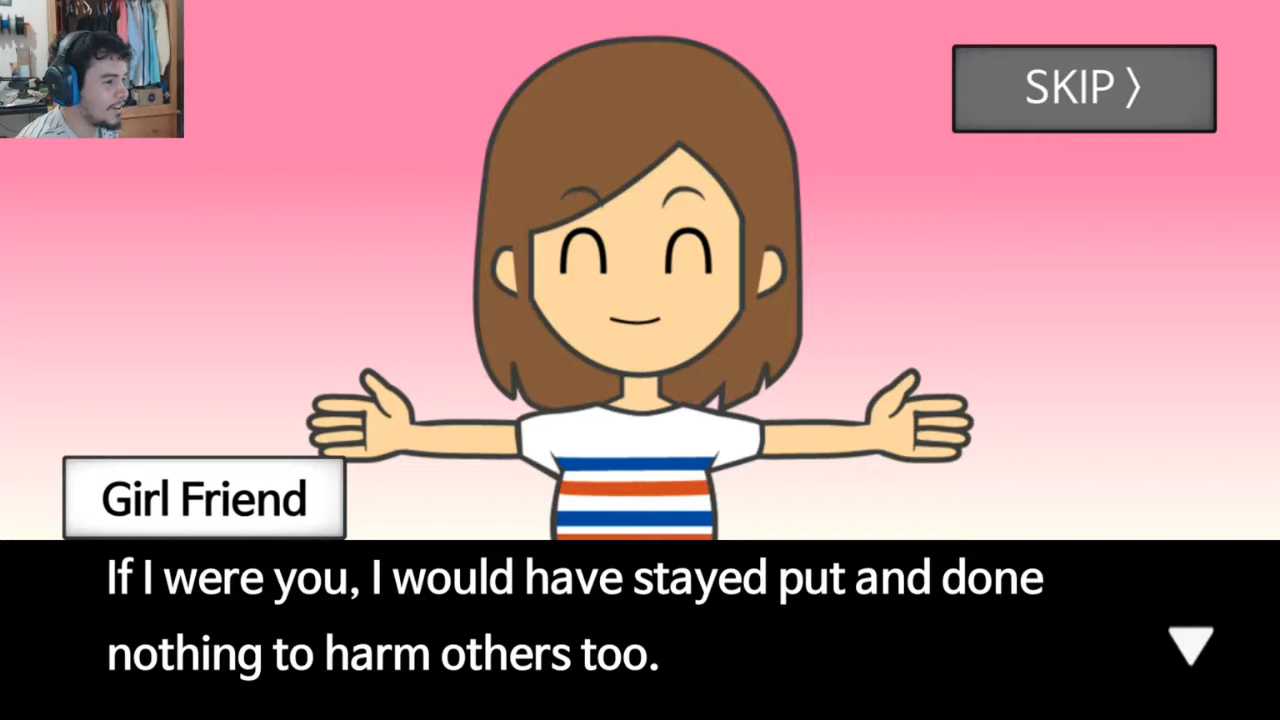 SKIP 〉
Girl Friend
If I were you, I would have stayed put and done
nothing to harm others too.